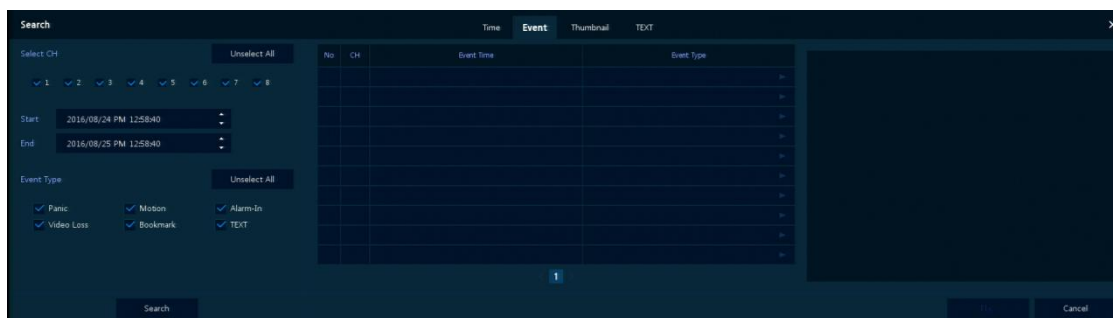 Search
Time Event Thumbnail TEXT
Select CH Unselect All
1 2 3 4 5 6 7 8
Start 2016/08/24 PM 12:58:40
End 2016/08/25 PM 12:58:40
Event Type Unselect All
Panic Motion Alarm-In
Video Loss Bookmark TEXT
No CH Event Time Event Type
1
Search
Cancel